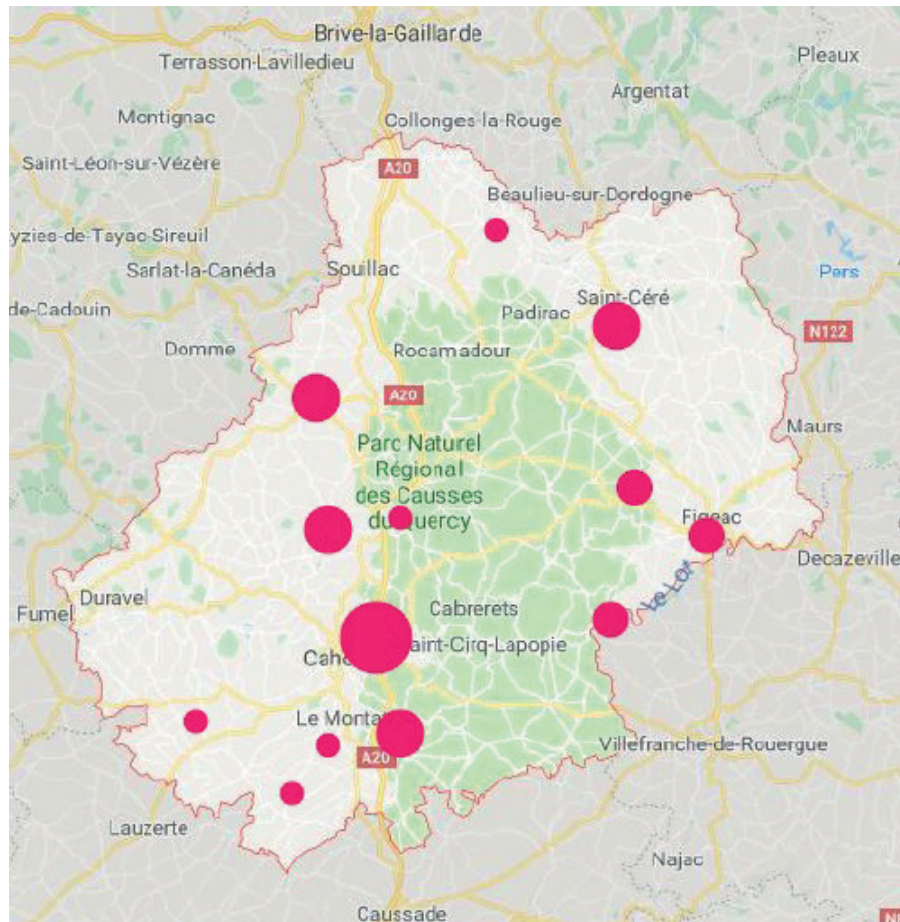 Brive-la-Gaillarde
Terrasson-Lavilledieu
Pleaux
Argentat
Montignac
Collonges-la-Rouge
Saint-Léon-sur-Vézère
A20
Beaulieu-sur-Dordogne
yzies-de-Tayac Sireuil
Souillac
Sarlat-la-Canéda
Pers
Saint-Céré
de-Cadouin
Padirac
N122
Domme
Rocamadour
A20
Maurs
Parc Naturel
Régional
des Causses
du Quercy
Figeac
Decazeville
Le Lot
Duravel
Fumel
Cabrerets
aint-Cirq-Lapopie
Caho
Le Monta
Villefranche-de-Rouergue
A20
Lauzerte
Najac
Caussade